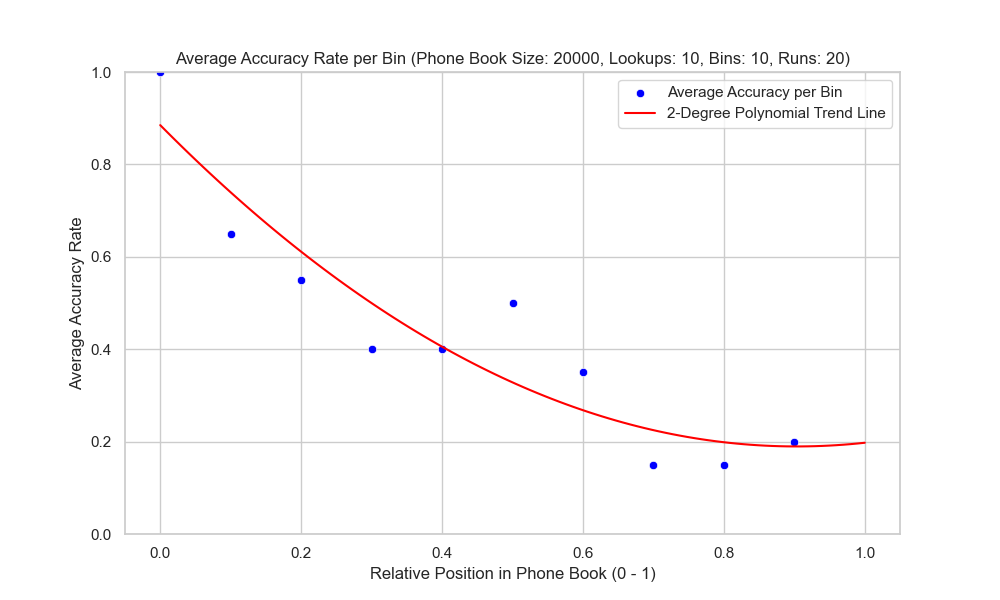 Average Accuracy Rate per Bin (Phone Book Size: 20000, Lookups: 10, Bins: 10, Runs: 20)
Average Accuracy per Bin
2-Degree Polynomial Trend Line
Average Accuracy Rate
1.0
0.8
0.6
0.4
0.2
0.0
0.0 0.2 0.4 0.6 0.8 1.0
Relative Position in Phone Book (0 - 1)